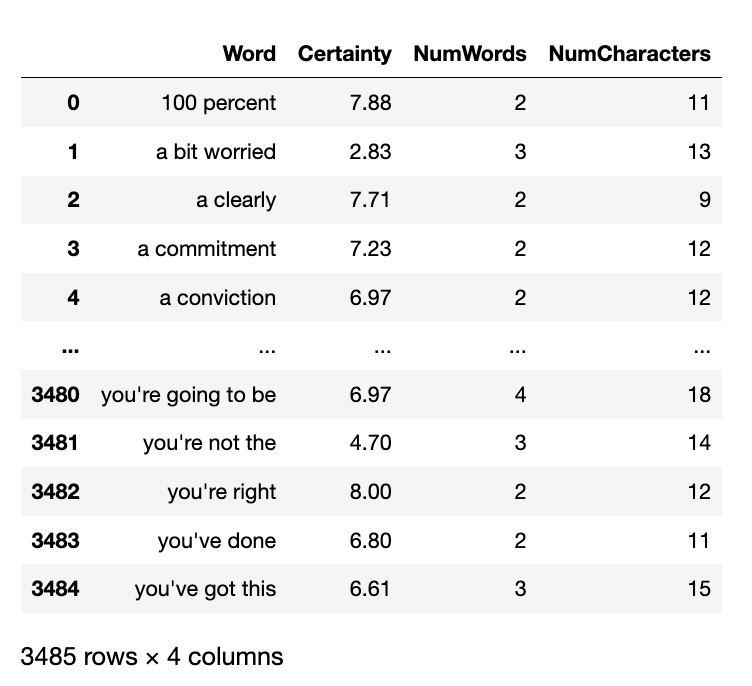 Word Certainty NumWords NumCharacters
0 100 percent 7.88 2 11
1 a bit worried 2.83 3 13
2 a clearly 7.71 2 9
3 a commitment 7.23 2 12
4 a conviction 6.97 2 12
... ... ... ... ...
3480 you're going to be 6.97 4 18
3481 you're not the 4.70 3 14
3482 you're right 8.00 2 12
3483 you've done 6.80 2 11
3484 you've got this 6.61 3 15
3485 rows × 4 columns